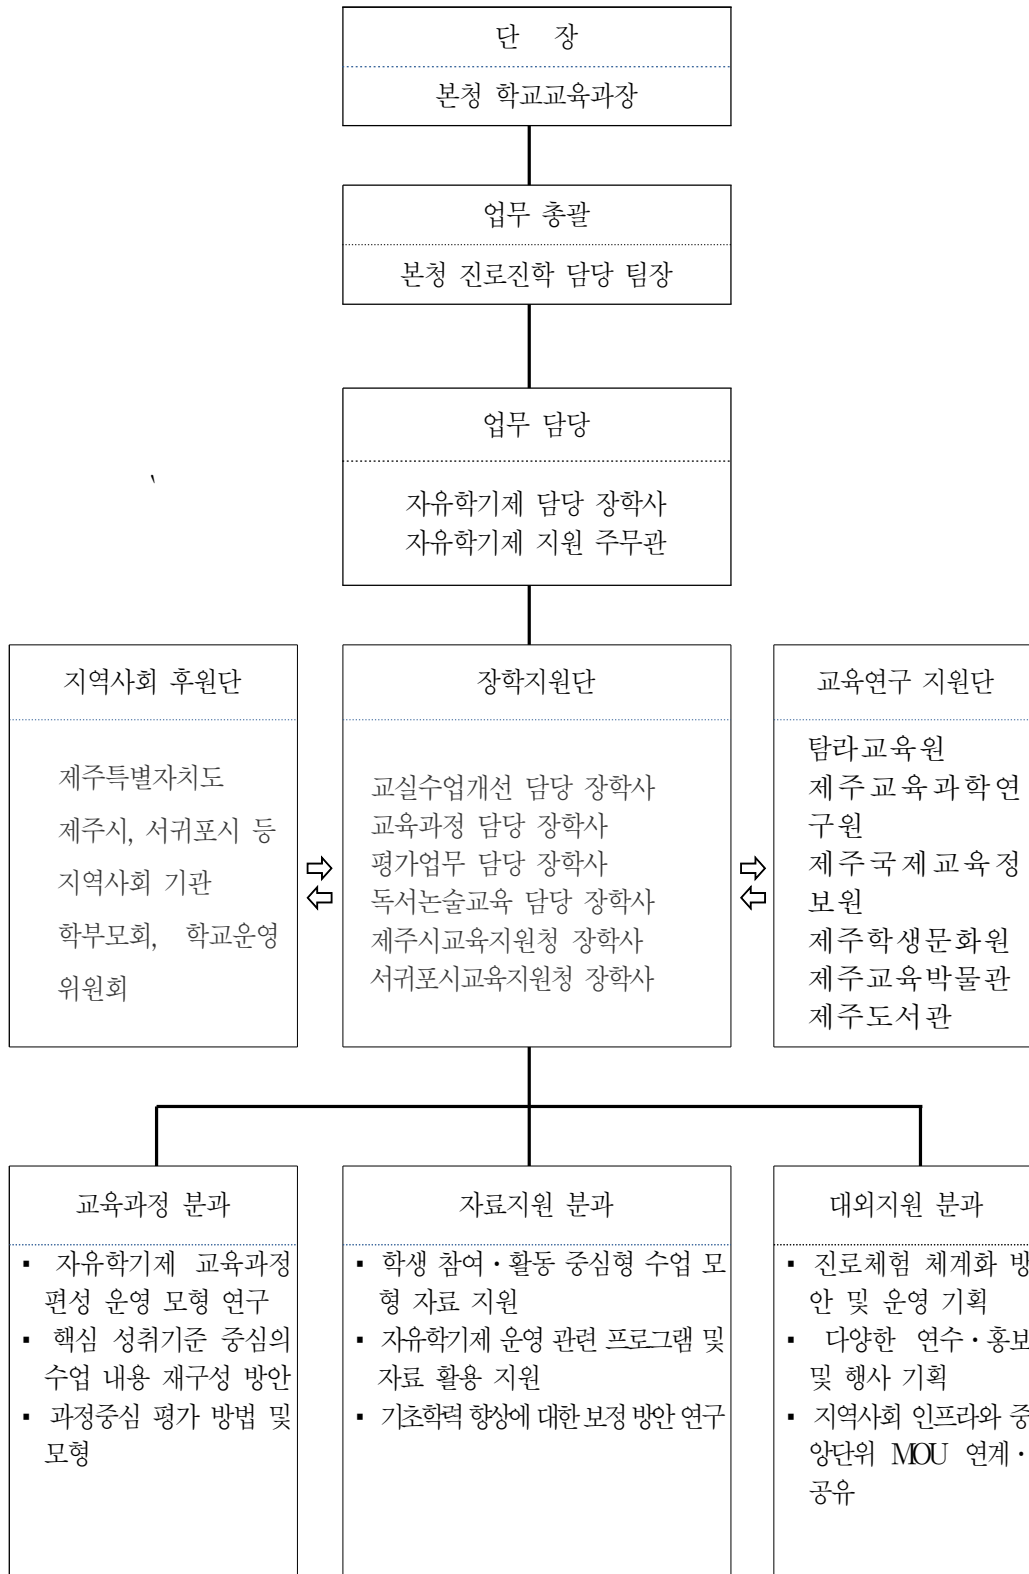 단 장
본청 학교교육과장
업무 총괄
본청 진로진학 담당 팀장
업무 담당
자유학기제 담당 장학사
자유학기제 지원 주무관
`
지역사회 후원단
제주특별자치도
제주시, 서귀포시 등
지역사회 기관
학부모회, 학교운영
위원회
장학지원단
교실수업개선 담당 장학사
교육과정 담당 장학사
평가업무 담당 장학사
독서논술교육 담당 장학사
제주시교육지원청 장학사
서귀포시교육지원청 장학사
교육연구 지원단
탐라교육원
제주교육과학연
구원
제주국제교육정
보원
제주학생문화원
제주교육박물관
제주도서관
교육과정 분과
▪ 자유학기제 교육과정
편성 운영 모형 연구
▪ 핵심 성취기준 중심의
수업 내용 재구성 방안
▪ 과정중심 평가 방법 및
모형
자료지원 분과
▪ 학생 참여·활동 중심형 수업 모
형 자료 지원
▪ 자유학기제 운영 관련 프로그램 및
자료 활용 지원
▪ 기초학력 향상에 대한 보정 방안 연구
대외지원 분과
▪ 진로체험 체계화 방
안 및 운영 기획
▪ 다양한 연수·홍보
및 행사 기획
▪ 지역사회 인프라와 중
앙단위 MOU 연계·
공유